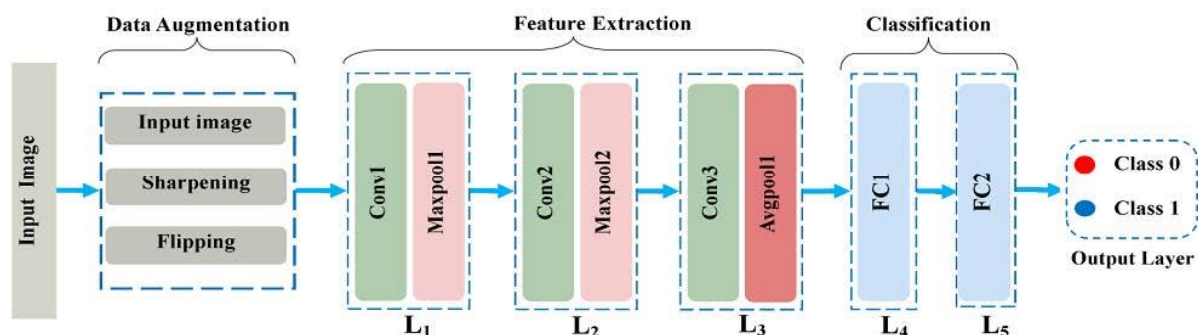 Data Augmentation
Feature Extraction
Classification
Input Image
Input image
Sharpening
Flipping
Conv1
Maxpool1
L1
Conv2
Maxpool2
L2
Conv3
Avgpool1
L3
FC1
L4
FC2
L5
Class 0
Class 1
Output Layer